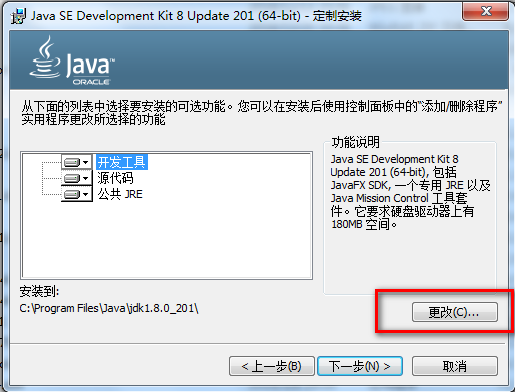 Java SE Development Kit 8 Update 201 (64-bit) - 定制安装
Java™
ORACLE
从下面的列表中选择要安装的可选功能。您可以在安装后使用控制面板中的“添加/删除程序”
实用程序更改所选择的功能
开发工具
源代码
公共 JRE
功能说明
Java SE Development Kit 8
Update 201 (64-bit), 包括
JavaFX SDK, 一个专用 JRE 以及
Java Mission Control 工具套
件。它要求硬盘驱动器上有
180MB 空间。
安装到:
C:\Program Files\Java\jdk1.8.0_201\
更改(C)...
< 上一步(B)
下一步(N) >
取消